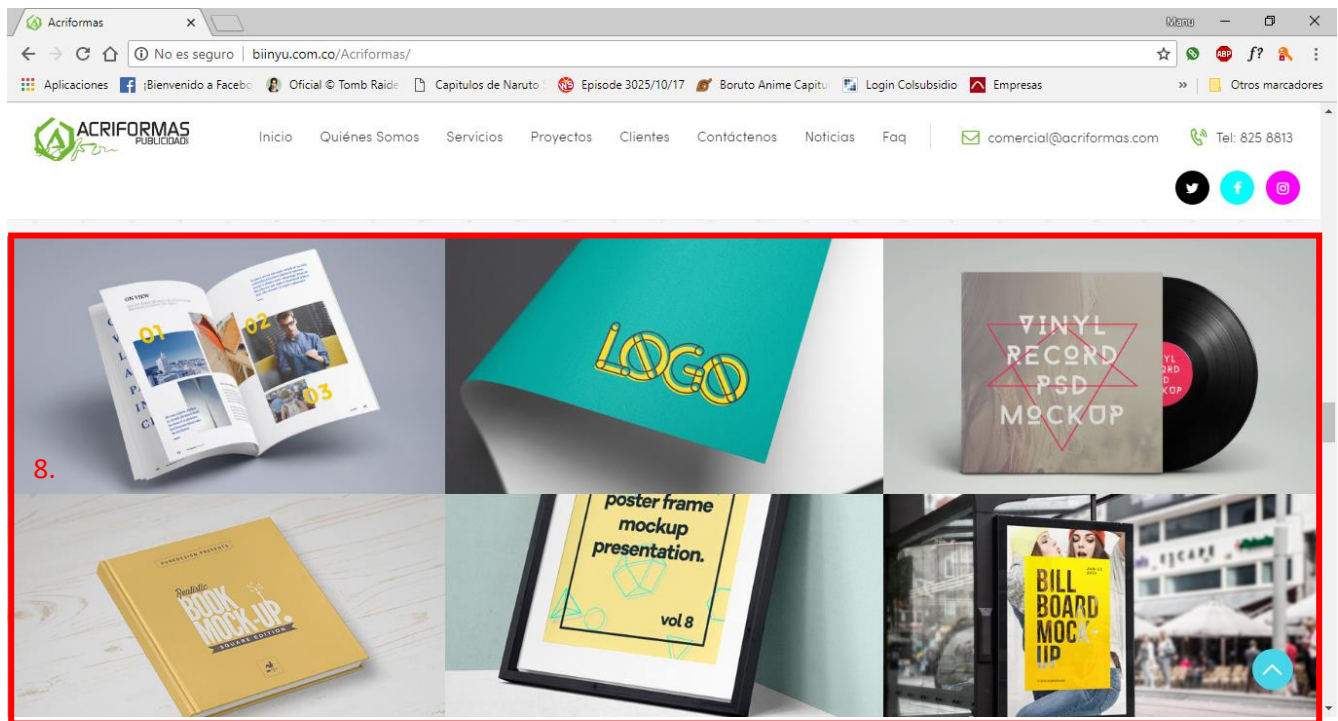 Acriformas
Manu
No es seguro | biinyu.com.co/Acriformas/
ABP
f?
Aplicaciones
¡Bienvenido a Facebo
Oficial © Tomb Raide
Capitulos de Naruto
Episode 3025/10/17
Boruto Anime Capitu
Login Colsubsidio
Empresas
»
Otros marcadores
ACRIFORMAS
PUBLICIDAD
Inicio
Quiénes Somos
Servicios
Proyectos
Clientes
Contáctenos
Noticias
Faq
comercial@acriformas.com
Tel: 825 8813
ON VIEW
01
02
03
LOGO
VINYL
RECORD
PSD
MOCKUP
8.
Realistic
BOOK
MOCK-UP
SQUARE EDITION
poster frame
mockup
presentation.
vol 8
BILL
BOARD
MOCK-
UP
ESCAPE